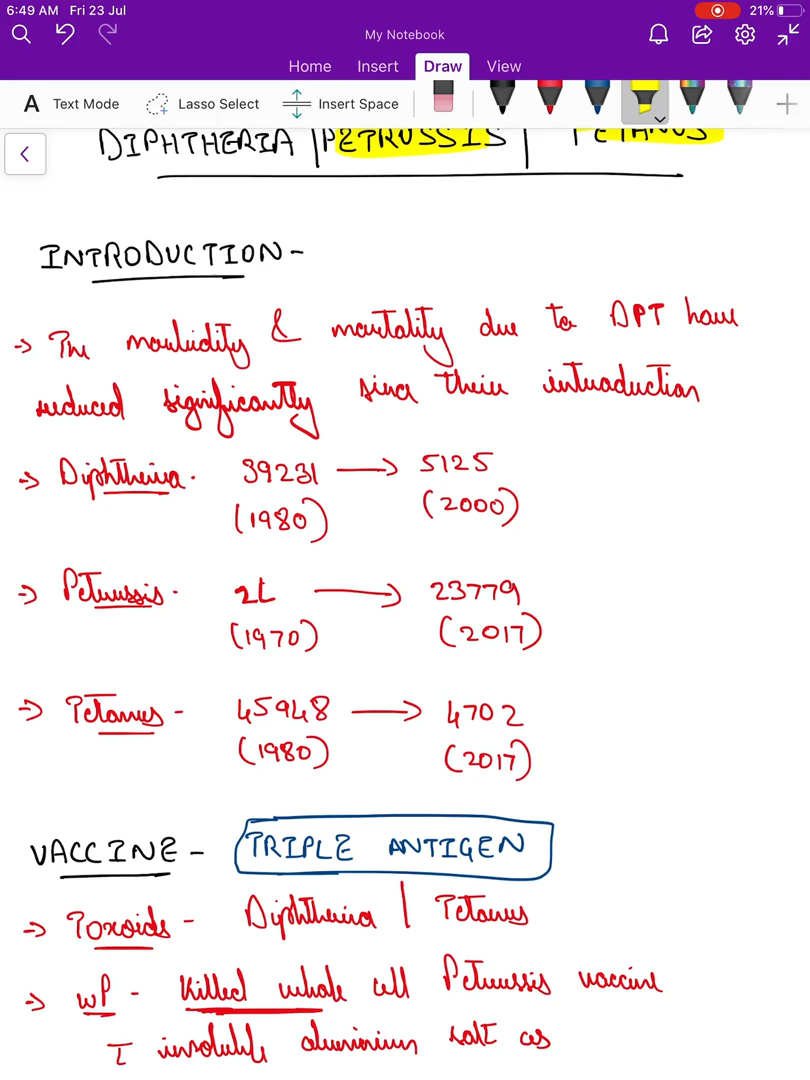 6:49 AM Fri 23 Jul 21%
My Notebook
Home Insert Draw View
A Text Mode Lasso Select Insert Space
DIPHTHERIA | PETRUSSIS | TETANUS
INTRODUCTION -
→ The morbidity & mortality due to DPT have
reduced significantly since their introduction
→ Diphtheria. 39231 → 5125
(1980) (2000)
→ Petrussis. 2L → 23779
(1970) (2017)
→ Tetanus - 45948 → 4702
(1980) (2017)
VACCINE - TRIPLE ANTIGEN
→ Toxoids - Diphtheria | Tetanus
→ wP - Killed whole cell Petrussis vaccine
insoluble aluminium salt as